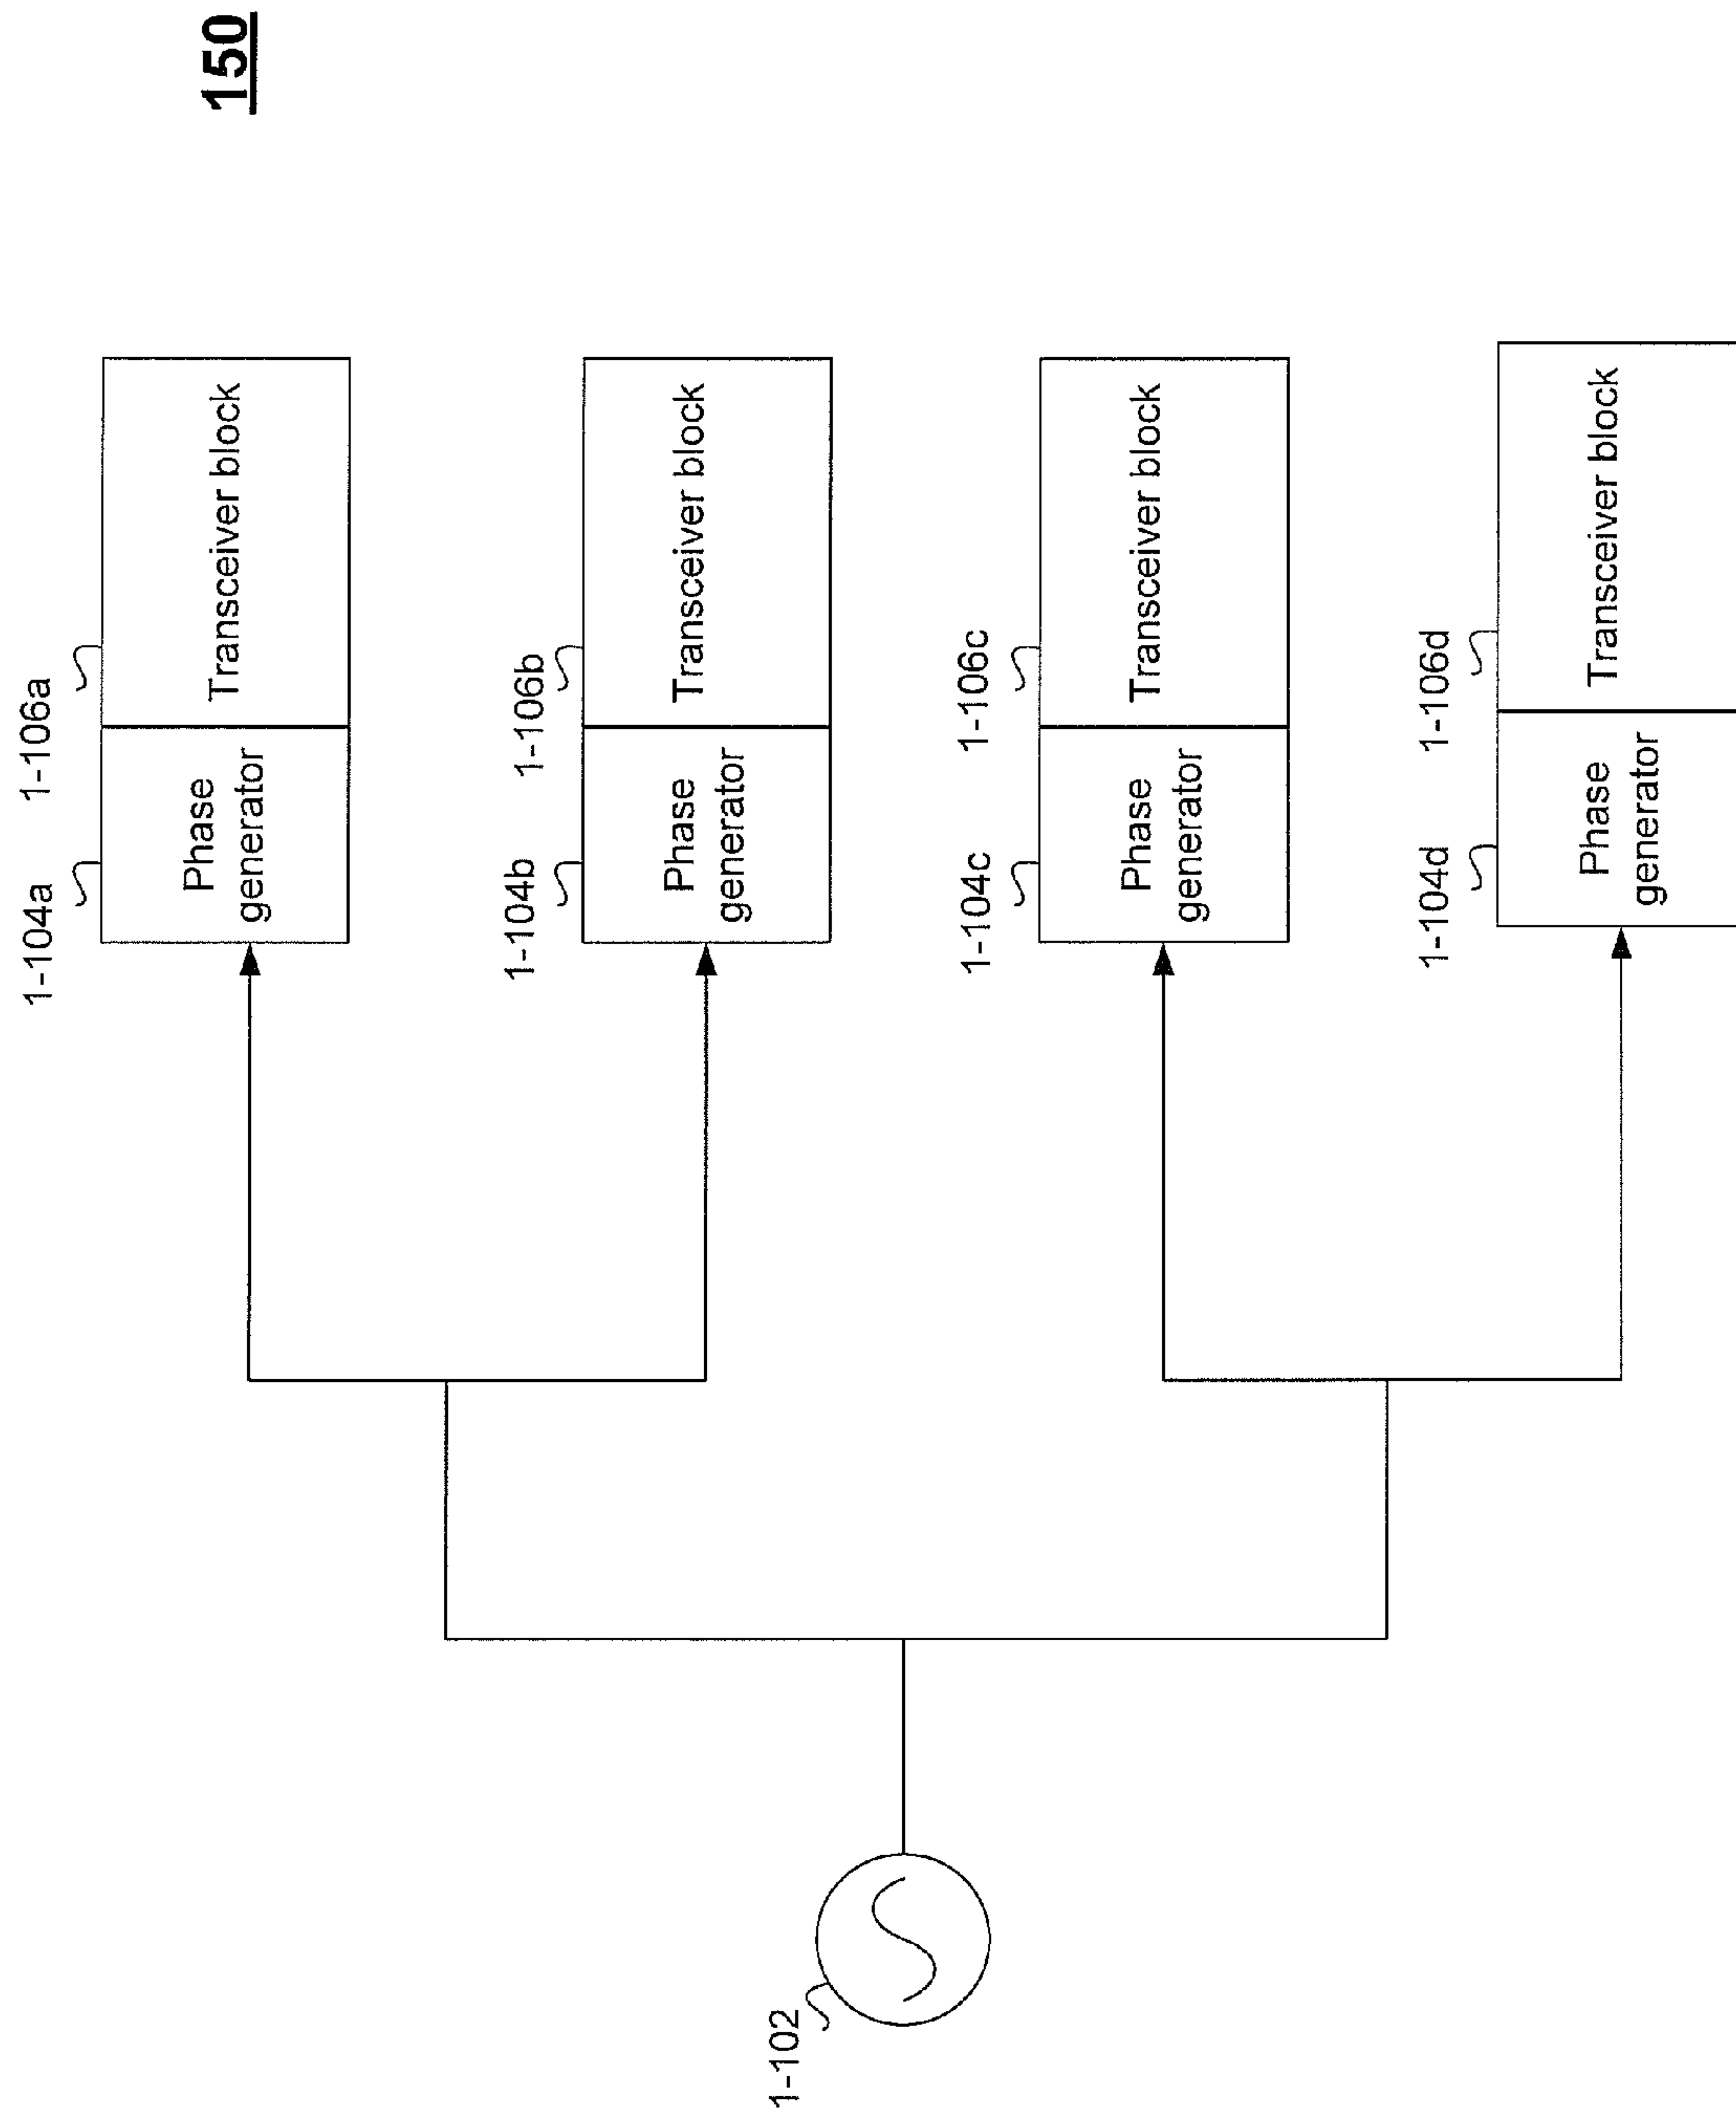 150
1-104a
1-106a
Phase
generator
Transceiver block
1-104b
1-106b
Phase
generator
Transceiver block
1-104c
1-106c
Phase
generator
Transceiver block
1-104d
1-106d
Phase
generator
Transceiver block
1-102